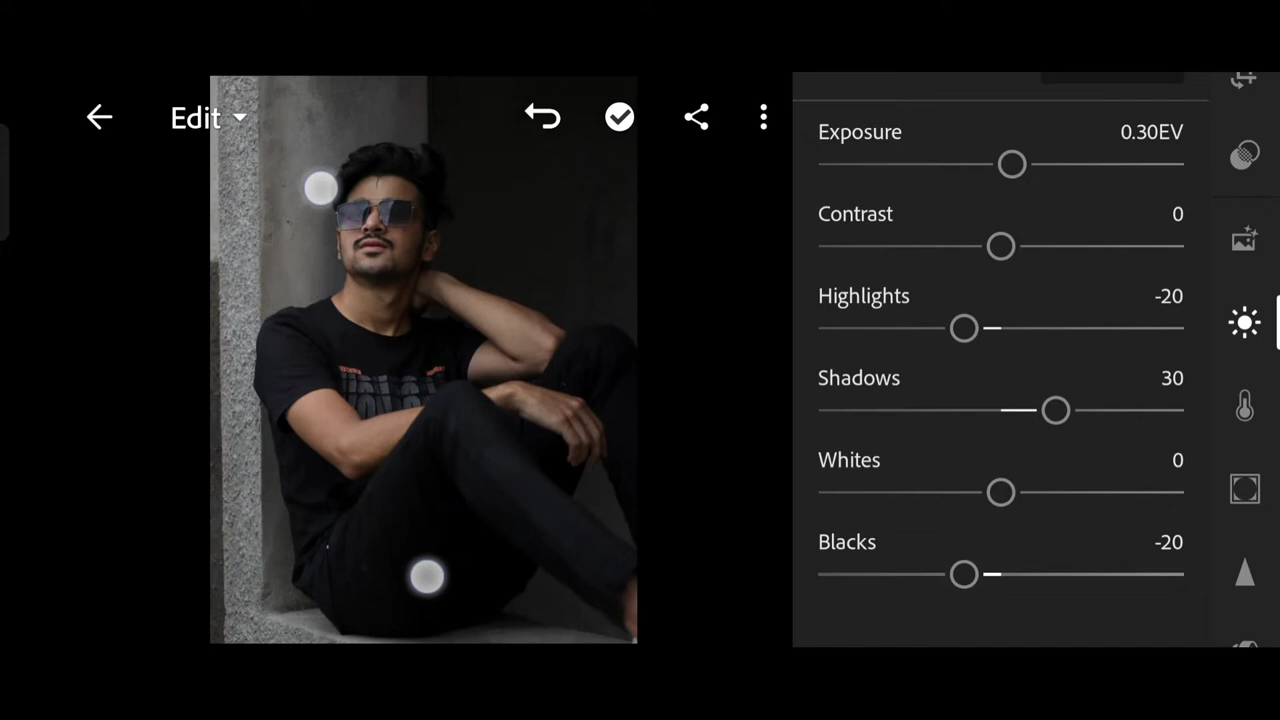 Edit
Exposure 0.30EV
Contrast 0
Highlights -20
Shadows 30
Whites 0
Blacks -20